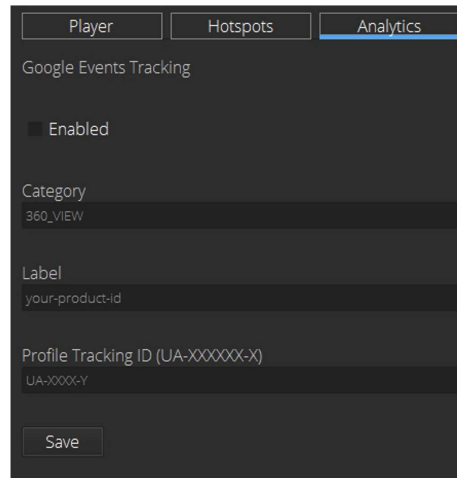 Player Hotspots Analytics
Google Events Tracking
Enabled
Category
360_VIEW
Label
your-product-id
Profile Tracking ID (UA-XXXXXX-X)
UA-XXXX-Y
Save